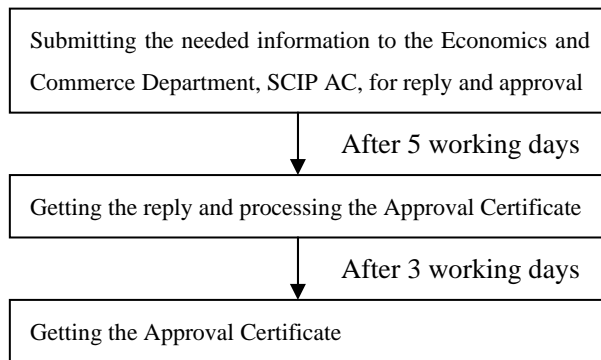 Submitting the needed information to the Economics and
Commerce Department, SCIP AC, for reply and approval
After 5 working days
Getting the reply and processing the Approval Certificate
After 3 working days
Getting the Approval Certificate